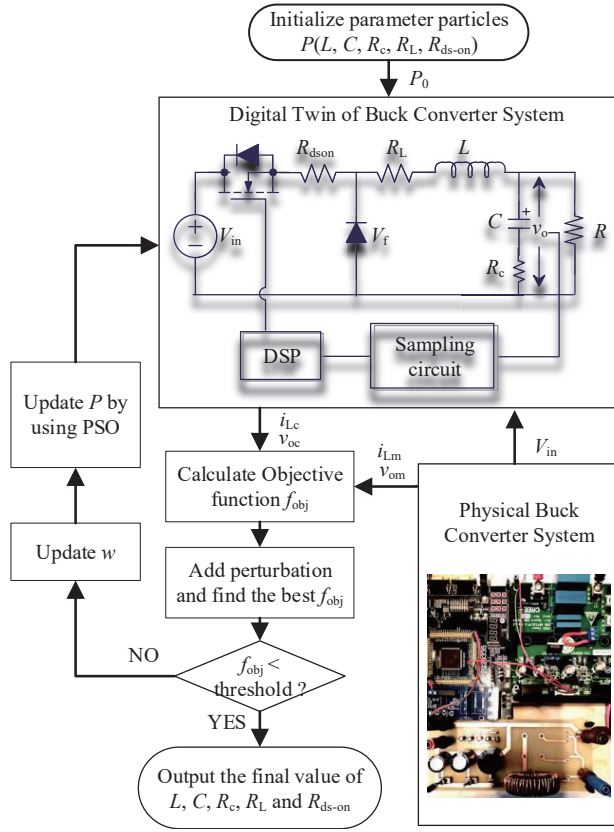 Initialize parameter particles
P(L, C, Rc, RL, Rds-on)
P0
Digital Twin of Buck Converter System
Rdson
RL
L
Vin
Vf
C
vo
R
Rc
DSP
Sampling
circuit
Update P by
using PSO
iLc
voc
iLm
vom
Vin
Calculate Objective
function fobj
Physical Buck
Converter System
Update w
Add perturbation
and find the best fobj
NO
fobj <
threshold ?
YES
Output the final value of
L, C, Rc, RL and Rds-on